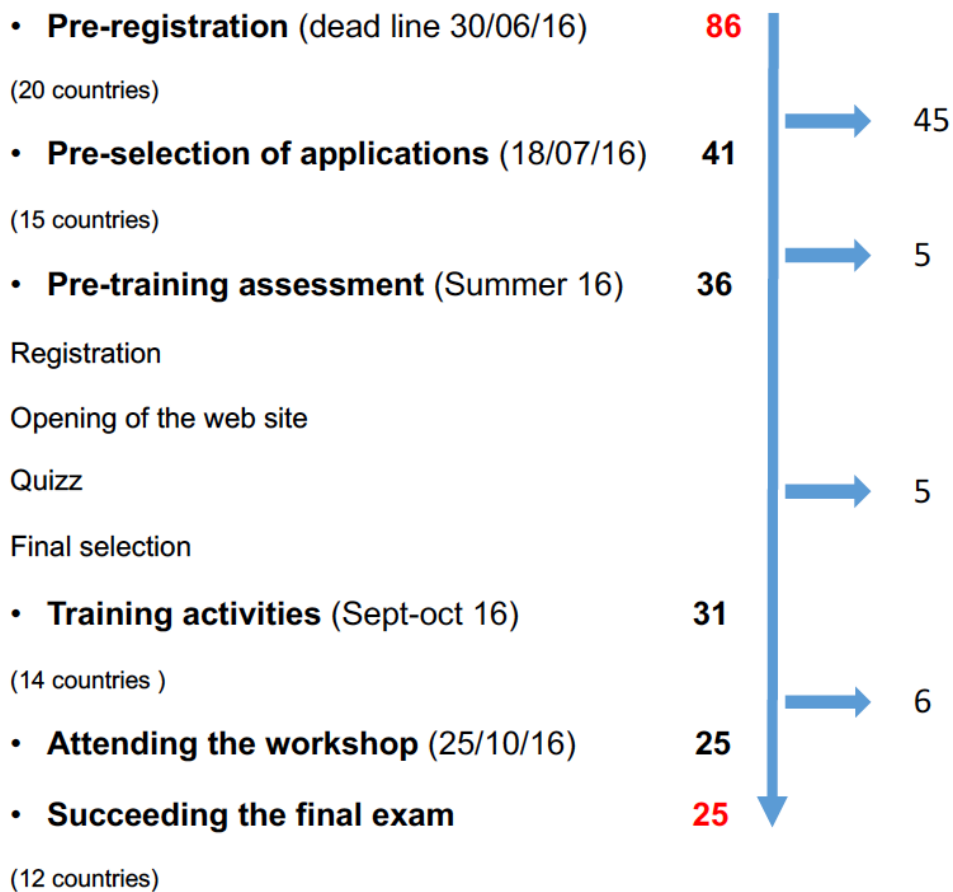 • Pre-registration (dead line 30/06/16) 86
(20 countries)
45
• Pre-selection of applications (18/07/16) 41
(15 countries)
5
• Pre-training assessment (Summer 16) 36
Registration
Opening of the web site
Quizz
5
Final selection
• Training activities (Sept-oct 16) 31
(14 countries )
6
• Attending the workshop (25/10/16) 25
• Succeeding the final exam 25
(12 countries)